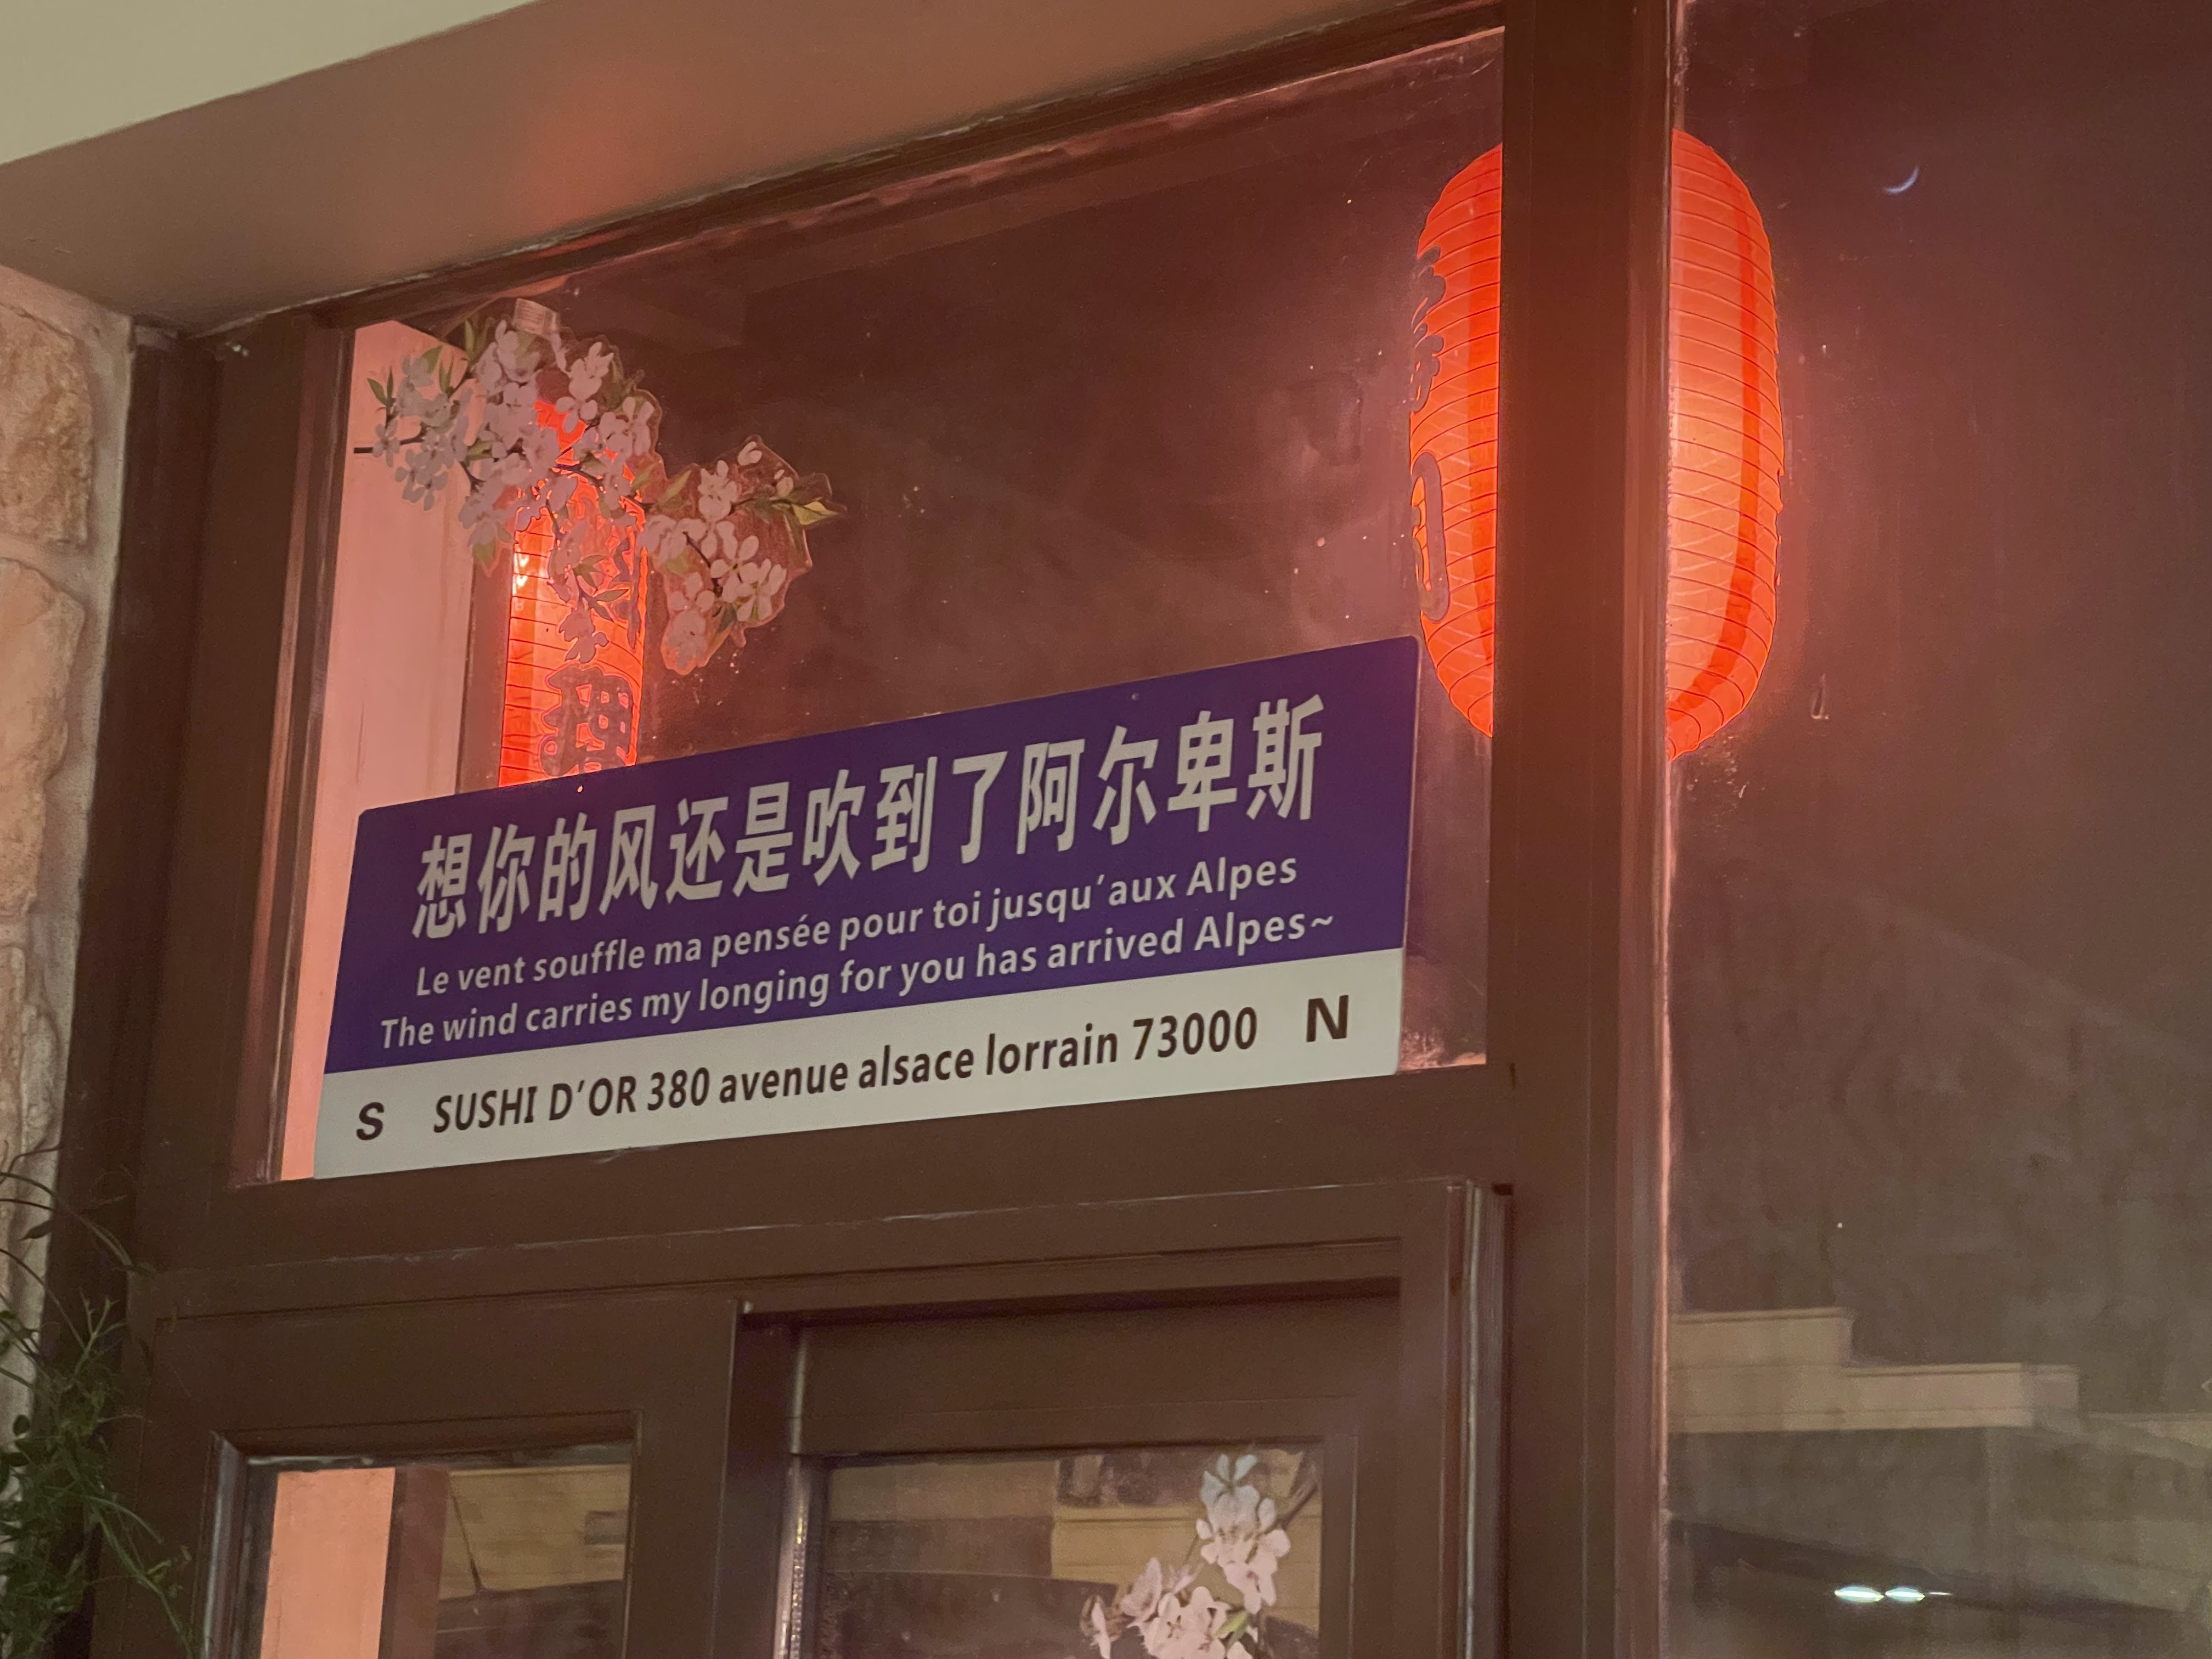 想你的风还是吹到了阿尔卑斯
Le vent souffle ma pensée pour toi jusqu'aux Alpes
The wind carries my longing for you has arrived Alpes~
S SUSHI D'OR 380 avenue alsace lorrain 73000 N
理